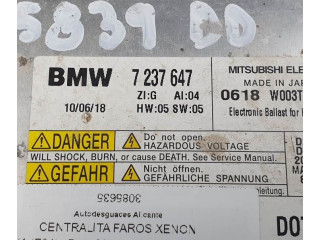 5839 DD
BMW 7 237 647
MITSUBISHI ELE
MADE IN JA
10/06/18
ZI:G AI:04
HW:05 SW:05
0618 W003T
Electronic Ballast for
DANGER Do not open.
HAZARDOUS VOLTAGE
WILL SHOCK, BURN, or cause DEATH. See Service Manual.
GEFAHR Nicht öffnen.
GEFÄHRLICHE SPANNUNG
3085635
Autodesguaces Alicante
CENTRALITA FAROS XENON
DOT